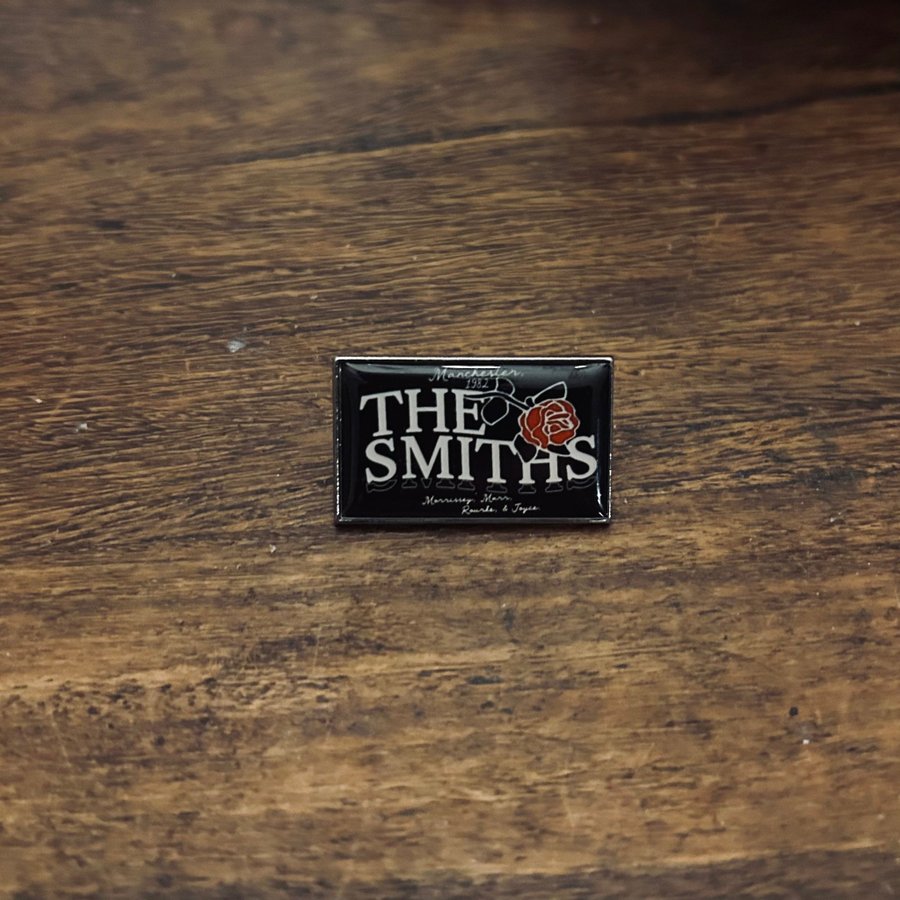 Manchester,
1982
THE
SMITHS
Morrissey, Marr,
Rourke, & Joyce.